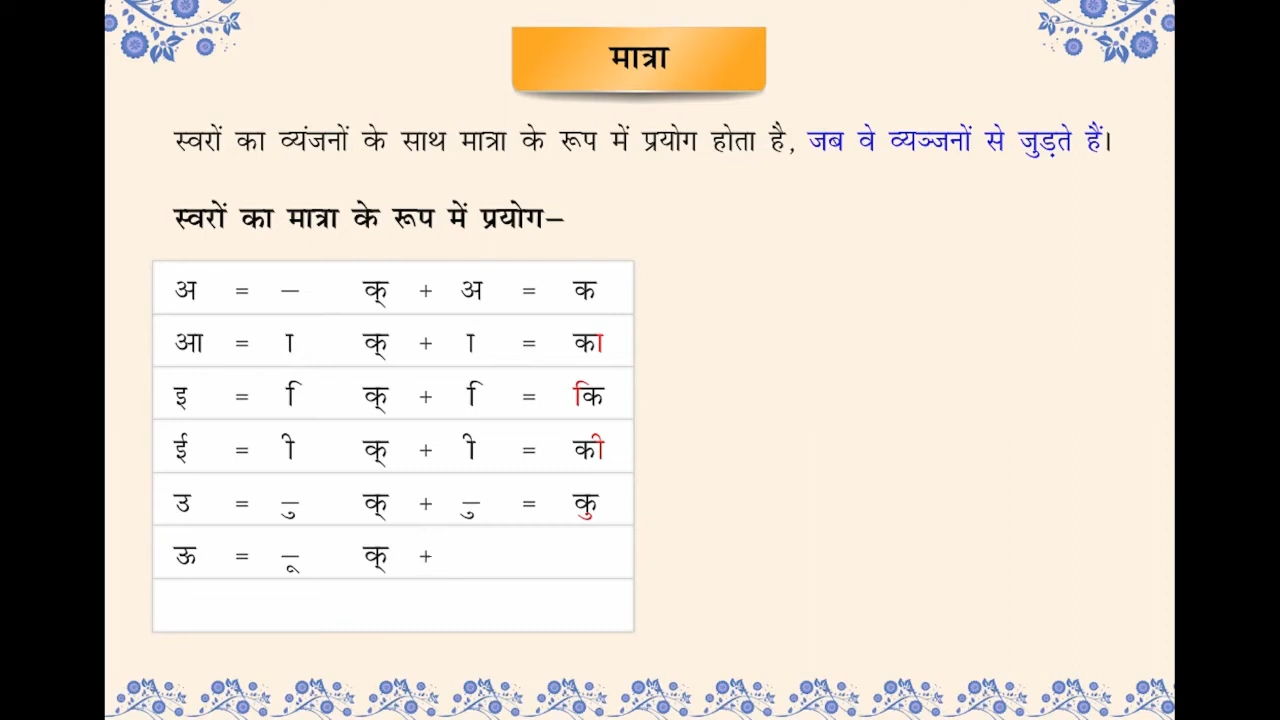 मात्रा
स्वरों का व्यंजनों के साथ मात्रा के रूप में प्रयोग होता है, जब वे व्यञ्जनों से जुड़ते हैं।
स्वरों का मात्रा के रूप में प्रयोग–
अ = – क् + अ = क
आ = ा क् + ा = का
इ = ि क् + ि = कि
ई = ी क् + ी = की
उ = ु क् + ु = कु
ऊ = ू क् +